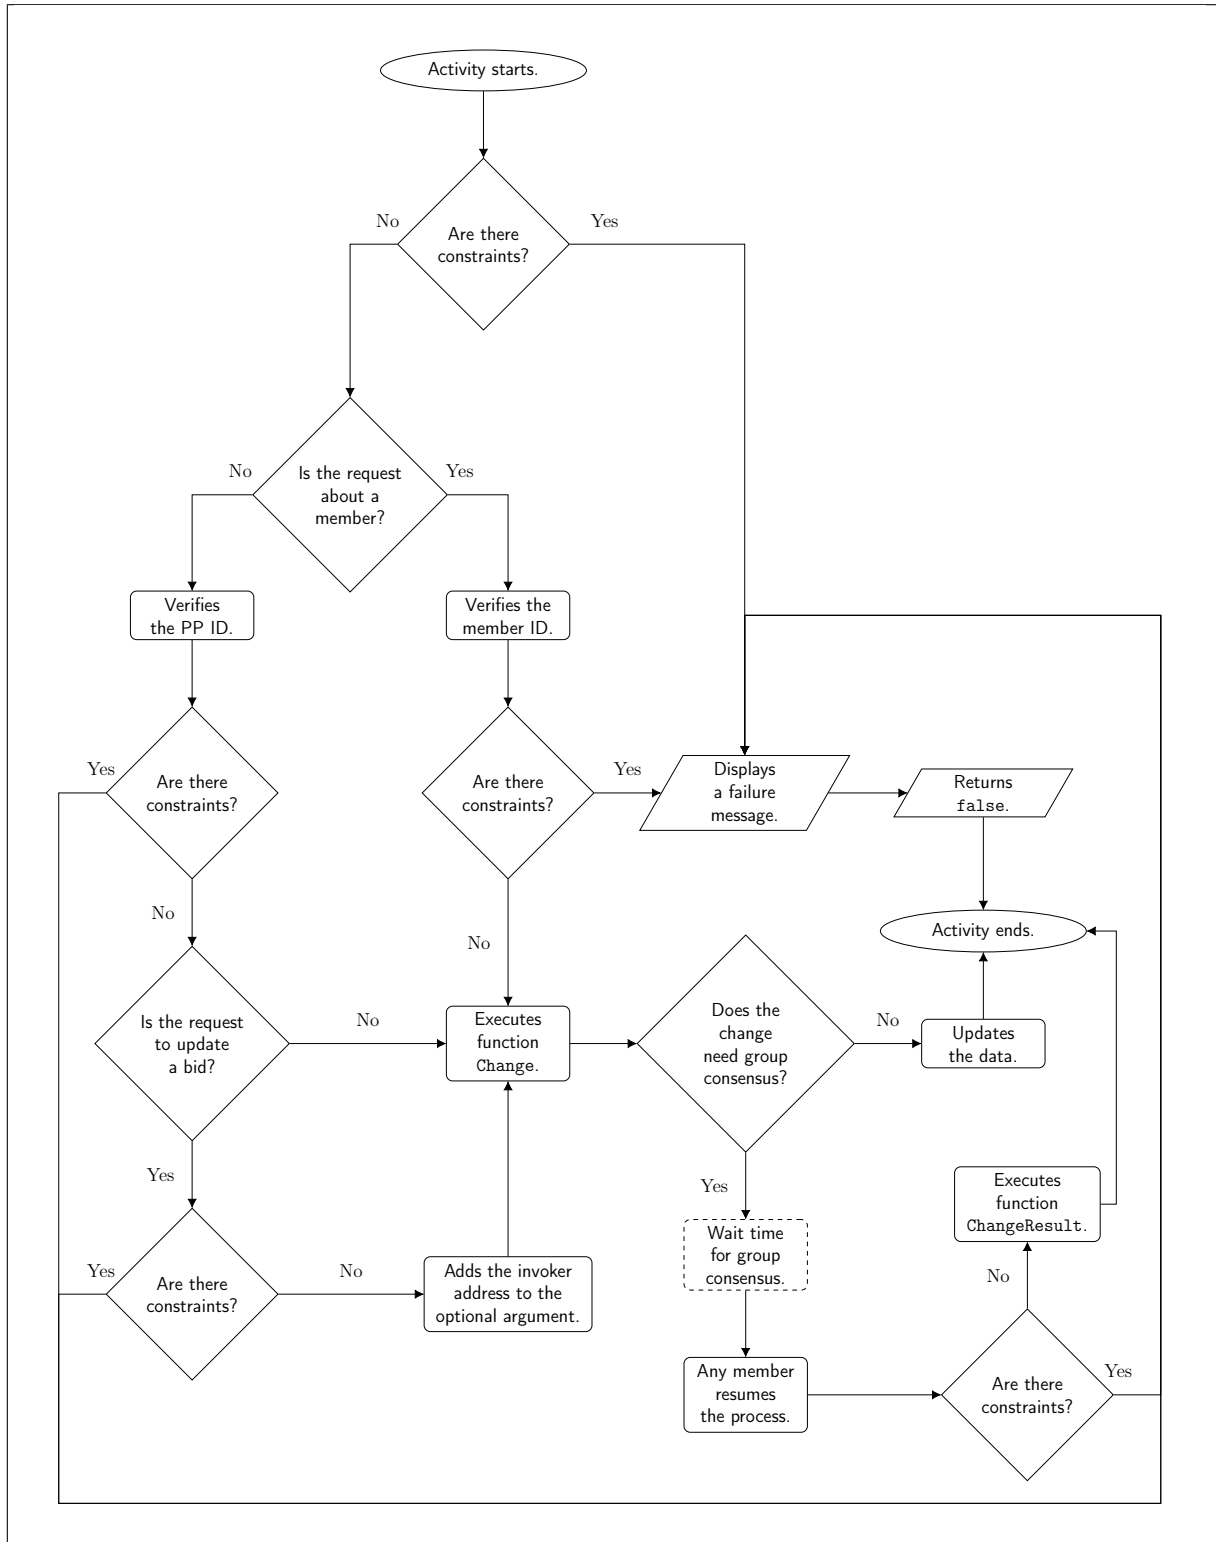 Activity starts.
No
Yes
Are there
constraints?
No
Yes
Is the request
about a
member?
Verifies
the PP ID.
Verifies the
member ID.
Yes
Are there
constraints?
Are there
constraints?
Yes
Displays
a failure
message.
Returns
false.
No
No
Activity ends.
Is the request
to update
a bid?
No
Executes
function
Change.
Does the
change
need group
consensus?
No
Updates
the data.
Yes
Yes
Wait time
for group
consensus.
Executes
function
ChangeResult.
Yes
Are there
constraints?
No
Adds the invoker
address to the
optional argument.
No
Any member
resumes
the process.
Are there
constraints?
Yes